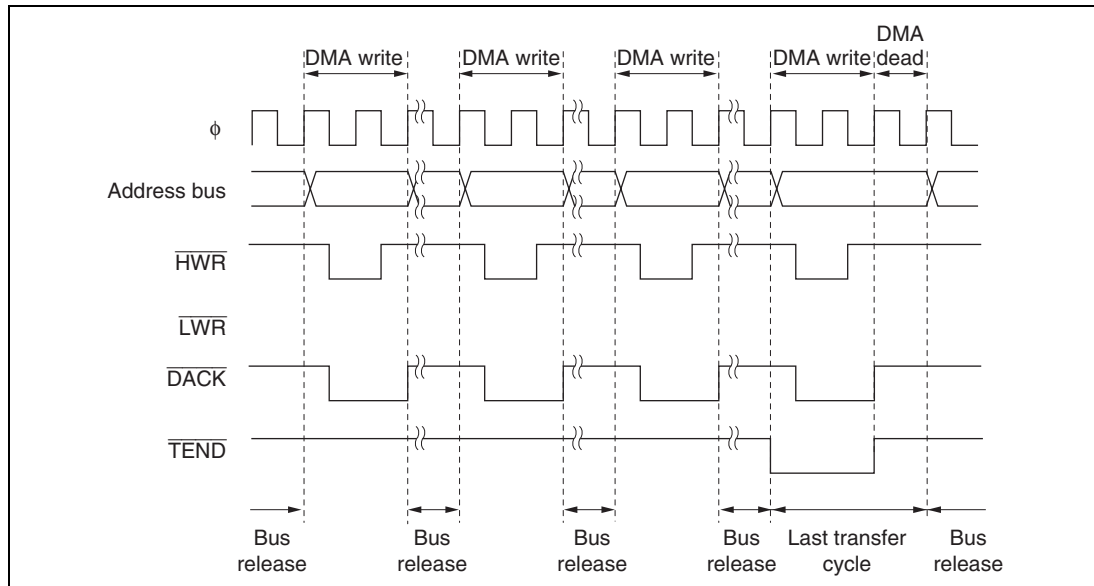 DMA
DMA write DMA write DMA write DMA write dead
φ
Address bus
HWR
LWR
DACK
TEND
Bus Bus Bus Bus Last transfer Bus
release release release release cycle release